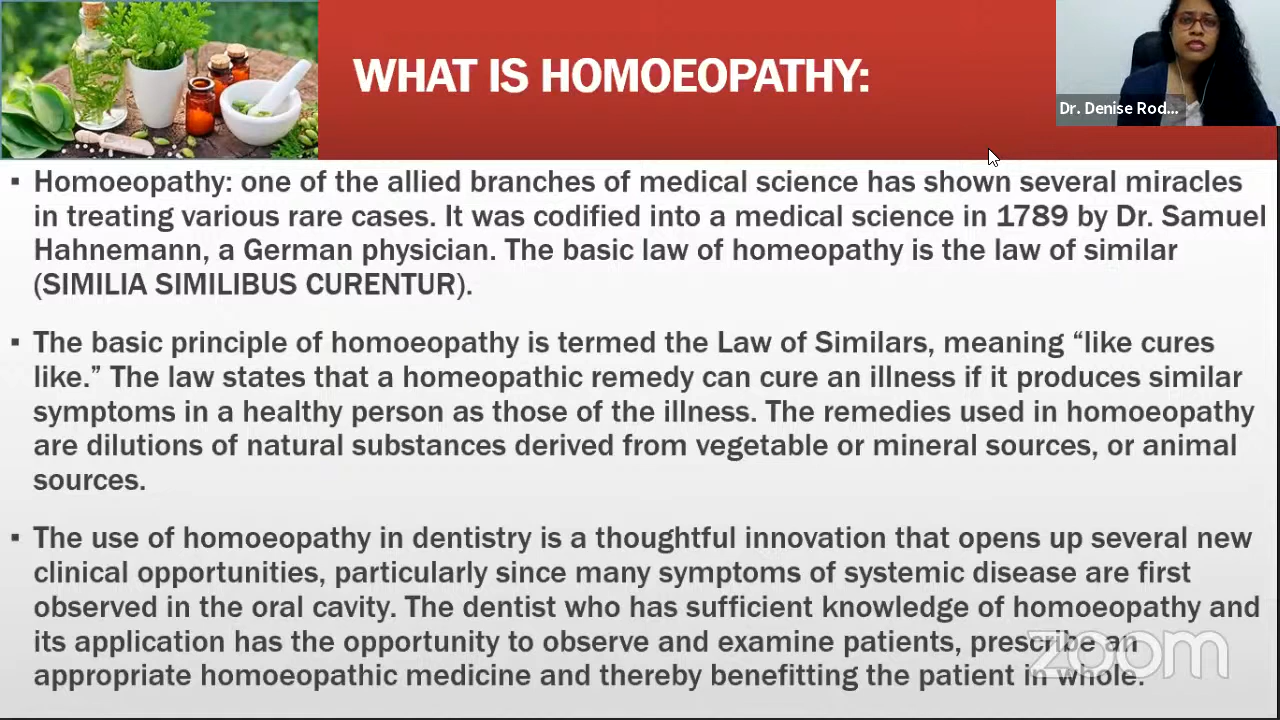 WHAT IS HOMOEOPATHY:
Dr. Denise Rod...
▪ Homoeopathy: one of the allied branches of medical science has shown several miracles
in treating various rare cases. It was codified into a medical science in 1789 by Dr. Samuel
Hahnemann, a German physician. The basic law of homeopathy is the law of similar
(SIMILIA SIMILIBUS CURENTUR).
▪ The basic principle of homoeopathy is termed the Law of Similars, meaning “like cures
like.” The law states that a homeopathic remedy can cure an illness if it produces similar
symptoms in a healthy person as those of the illness. The remedies used in homoeopathy
are dilutions of natural substances derived from vegetable or mineral sources, or animal
sources.
▪ The use of homoeopathy in dentistry is a thoughtful innovation that opens up several new
clinical opportunities, particularly since many symptoms of systemic disease are first
observed in the oral cavity. The dentist who has sufficient knowledge of homoeopathy and
its application has the opportunity to observe and examine patients, prescribe an
appropriate homoeopathic medicine and thereby benefitting the patient in whole.
zoom